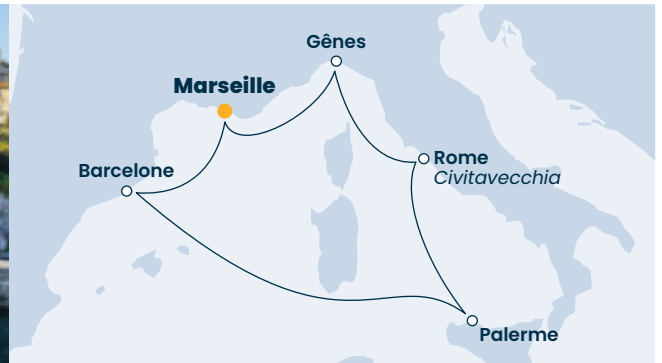 Gênes
Marseille
Barcelone
Rome
Civitavecchia
Palerme